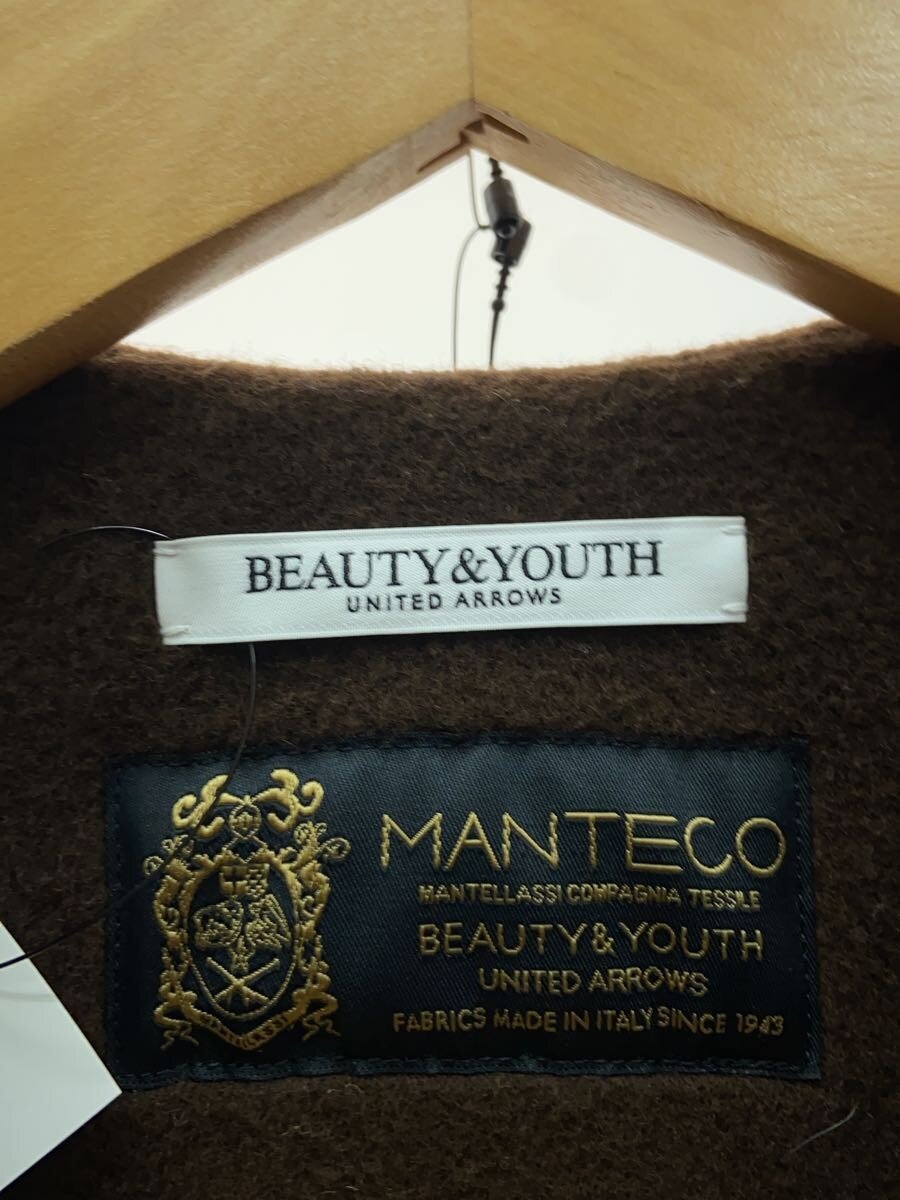 BEAUTY&YOUTH
UNITED ARROWS
MANTECO
MANTELLASSI COMPAGNIA TESSILE
BEAUTY & YOUTH
UNITED ARROWS
FABRICS MADE IN ITALY SINCE 1943